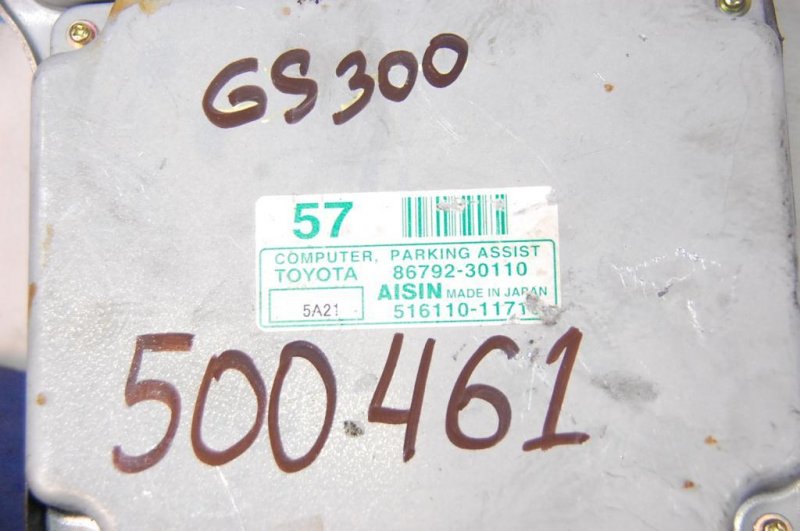 GS300
57
COMPUTER, PARKING ASSIST
TOYOTA 86792-30110
5A21 AISIN MADE IN JAPAN
500461